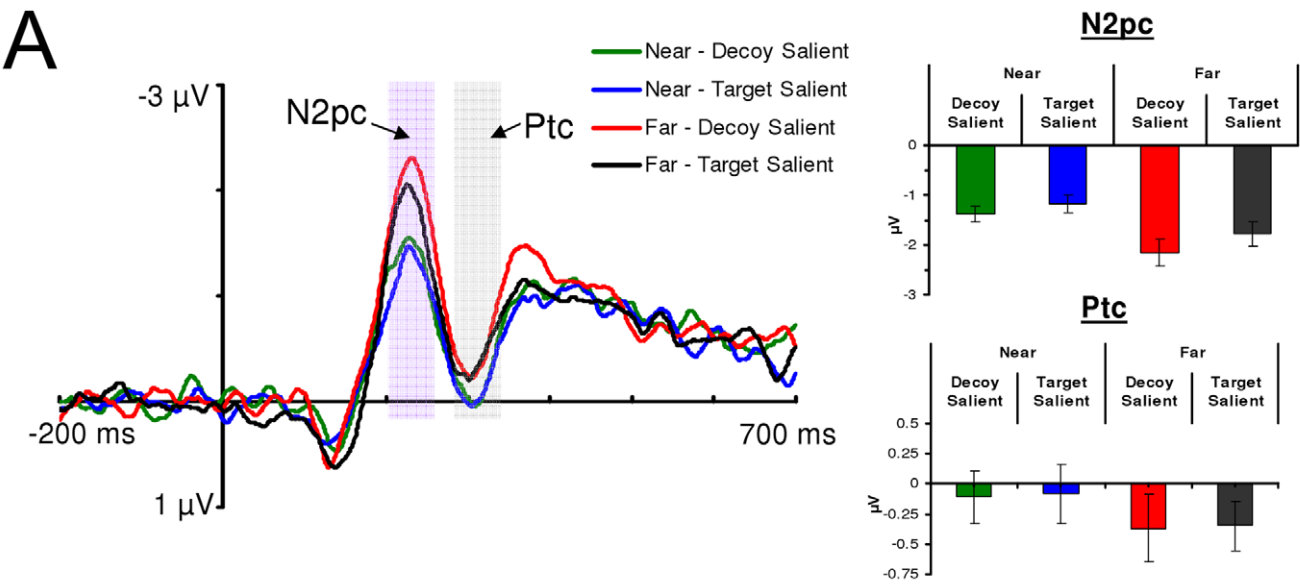 A
-3 µV
N2pc
Ptc
Near - Decoy Salient
Near - Target Salient
Far - Decoy Salient
Far - Target Salient
-200 ms
700 ms
1 µV
N2pc
Near Far
Decoy Salient Target Salient Decoy Salient Target Salient
0
-1
-2
-3
µV
Ptc
Near Far
Decoy Salient Target Salient Decoy Salient Target Salient
0.5
0.25
0
-0.25
-0.5
-0.75
µV